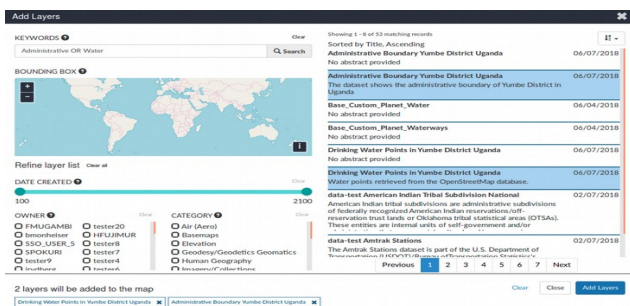 Add Layers
KEYWORDS
Clear
Administrative OR Water
Search
BOUNDING BOX
+
−
i
Refine layer list Clear all
DATE CREATED
Clear
100
2100
OWNER
Clear
FMUGAMBI
tester20
bmonheiser
HFUJIMUR
SSO_USER_S
tester8
SPOKURI
tester7
tester9
tester4
tester6
CATEGORY
Clear
Air (Aero)
Basemaps
Elevation
Geodesy/Geodetics Geomatics
Human Geography
Imagery/Collections
Showing 1 - 8 of 53 matching records
Sorted by Title, Ascending
Administrative Boundary Yumbe District Uganda 06/07/2018
No abstract provided
Administrative Boundary Yumbe District Uganda 06/07/2018
The dataset shows the administrative boundary of Yumbe District in
Uganda
Base_Custom_Planet_Water 06/04/2018
No abstract provided
Base_Custom_Planet_Waterways 06/04/2018
No abstract provided
Drinking Water Points in Yumbe District Uganda 06/07/2018
No abstract provided
Drinking Water Points in Yumbe District Uganda 06/07/2018
Water points retrieved from the OpenStreetMap database.
data-test American Indian Tribal Subdivision National 02/07/2018
American Indian tribal subdivisions are administrative subdivisions
of federally recognized American Indian reservations/off-
reservation trust lands or Oklahoma tribal statistical areas (OTSAs).
These entities are internal units of self-government and/or
data-test Amtrak Stations 02/07/2018
The Amtrak Stations dataset is part of the U.S. Department of
Previous 1 2 3 4 5 6 7 Next
2 layers will be added to the map
Clear
Close
Add Layers
Drinking Water Points in Yumbe District Uganda
Administrative Boundary Yumbe District Uganda